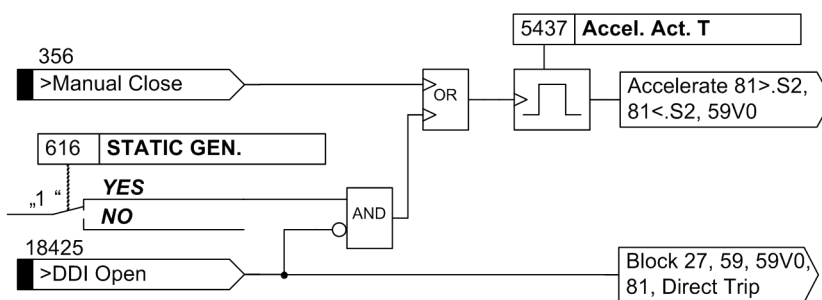 5437 Accel. Act. T
356
>Manual Close
OR
Accelerate 81>.S2,
81<.S2, 59V0
616 STATIC GEN.
„1 “
YES
NO
AND
18425
>DDI Open
Block 27, 59, 59V0,
81, Direct Trip